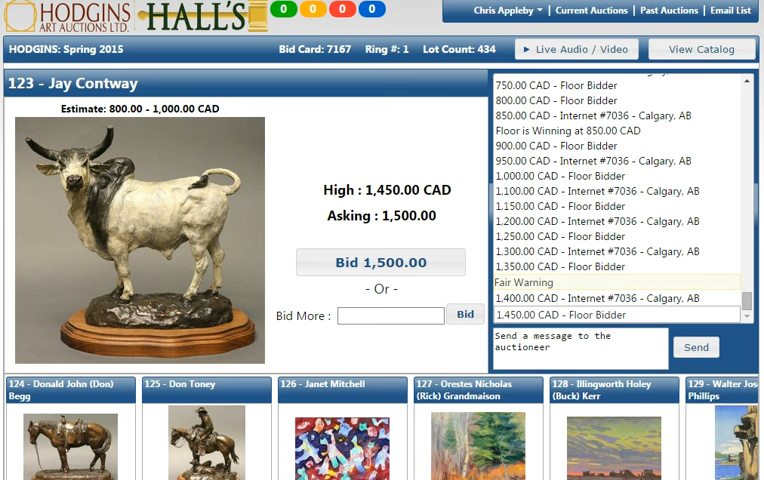 HODGINS
ART AUCTIONS LTD.
HALL'S
0 0 0 0
Chris Appleby | Current Auctions | Past Auctions | Email List
HODGINS: Spring 2015
Bid Card: 7167 Ring #: 1 Lot Count: 434
Live Audio / Video
View Catalog
123 - Jay Contway
Estimate: 800.00 - 1,000.00 CAD
High : 1,450.00 CAD
Asking : 1,500.00
Bid 1,500.00
- Or -
Bid More :
Bid
750.00 CAD - Floor Bidder
800.00 CAD - Floor Bidder
850.00 CAD - Internet #7036 - Calgary, AB
Floor is Winning at 850.00 CAD
900.00 CAD - Floor Bidder
950.00 CAD - Internet #7036 - Calgary, AB
1,000.00 CAD - Floor Bidder
1,100.00 CAD - Internet #7036 - Calgary, AB
1,150.00 CAD - Floor Bidder
1,200.00 CAD - Internet #7036 - Calgary, AB
1,250.00 CAD - Floor Bidder
1,300.00 CAD - Internet #7036 - Calgary, AB
1,350.00 CAD - Floor Bidder
Fair Warning
1,400.00 CAD - Internet #7036 - Calgary, AB
1,450.00 CAD - Floor Bidder
Send a message to the
auctioneer
Send
124 - Donald John (Don)
Begg
125 - Don Toney
126 - Janet Mitchell
127 - Orestes Nicholas
(Rick) Grandmaison
128 - Illingworth Holey
(Buck) Kerr
129 - Walter Jos
Phillips